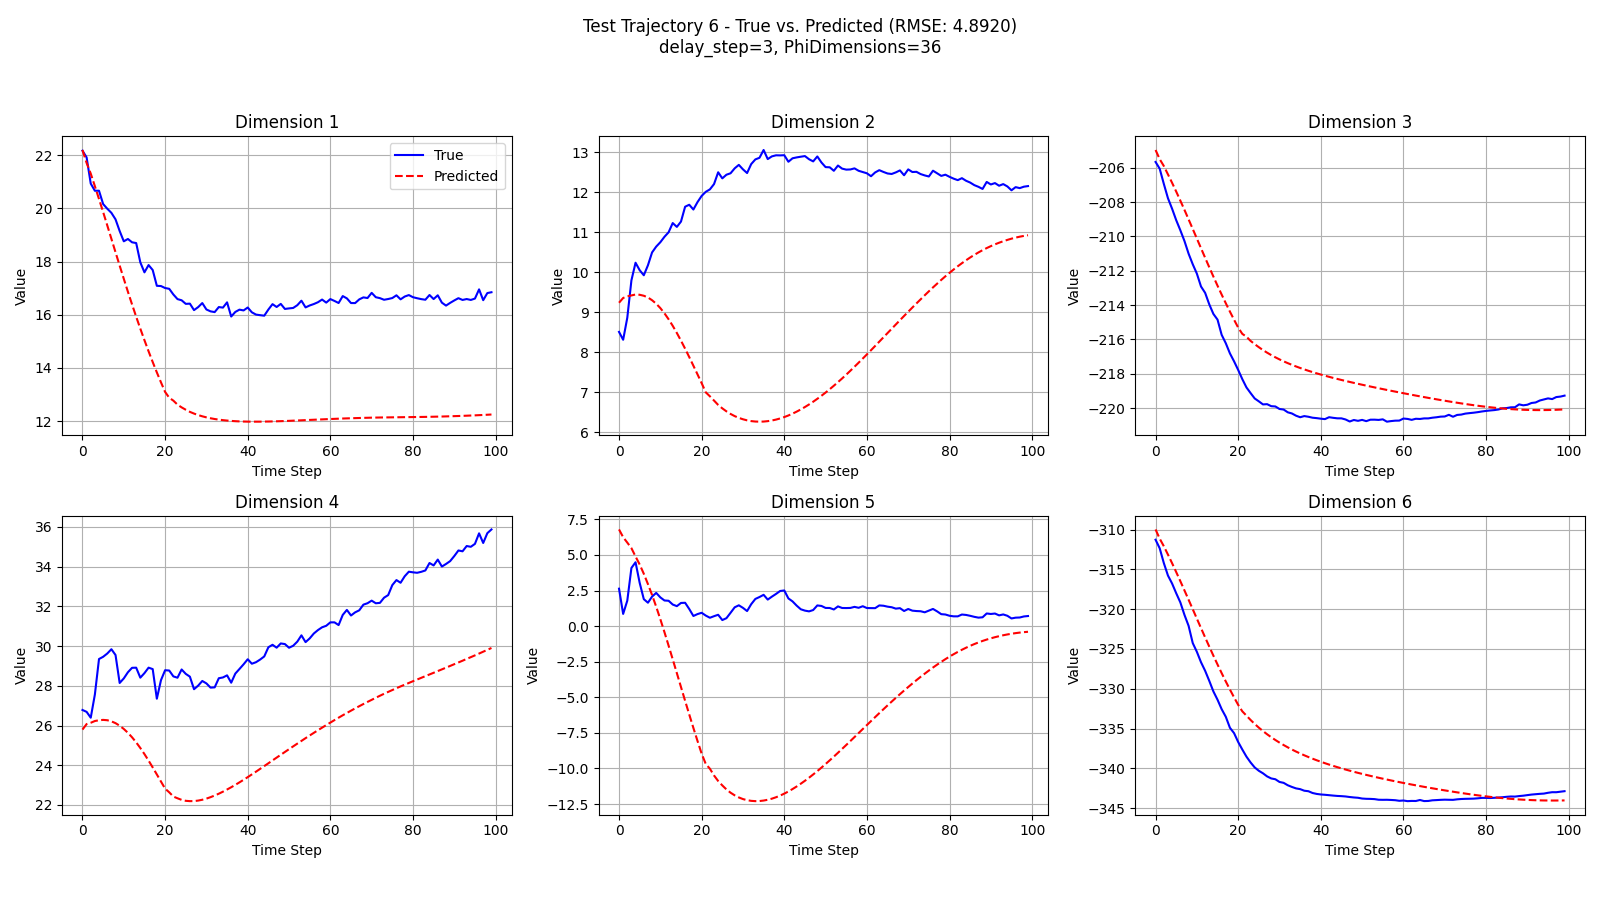 Test Trajectory 6 - True vs. Predicted (RMSE: 4.8920)
delay_step=3, PhiDimensions=36
Dimension 1
Value
22
20
18
16
14
12
0 20 40 60 80 100
Time Step
True
Predicted
Dimension 2
Value
13
12
11
10
9
8
7
6
0 20 40 60 80 100
Time Step
Dimension 3
Value
−206
−208
−210
−212
−214
−216
−218
−220
0 20 40 60 80 100
Time Step
Dimension 4
Value
36
34
32
30
28
26
24
22
0 20 40 60 80 100
Time Step
Dimension 5
Value
7.5
5.0
2.5
0.0
−2.5
−5.0
−7.5
−10.0
−12.5
0 20 40 60 80 100
Time Step
Dimension 6
Value
−310
−315
−320
−325
−330
−335
−340
−345
0 20 40 60 80 100
Time Step